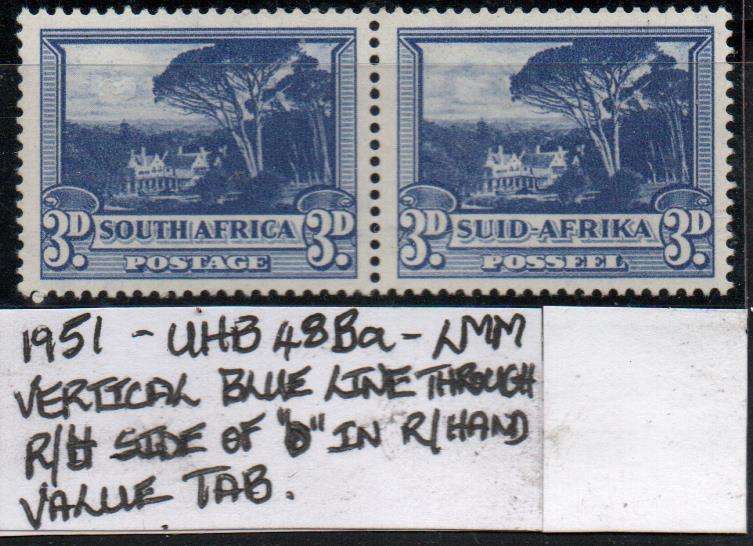 3D. SOUTH AFRICA 3D. 3D. SUID-AFRIKA 3D.
POSTAGE POSSEEL
1951 - UHB 48Ba - LMM
VERTICAL BLUE LINE THROUGH
R/H SIDE OF "D" IN R/HAND
VALUE TAB.